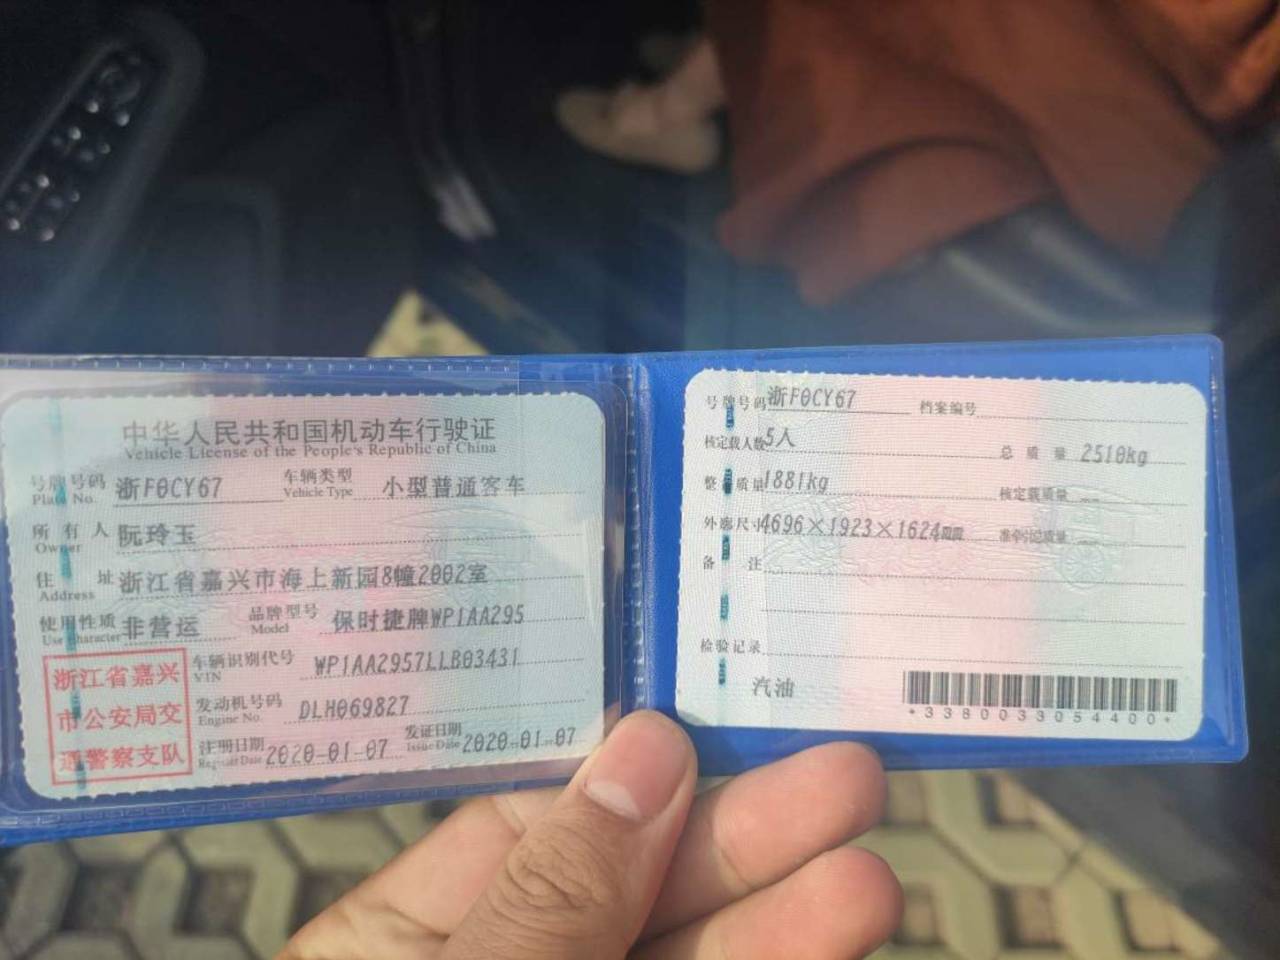 中华人民共和国机动车行驶证
Vehicle License of the People's Republic of China
号牌号码 浙F0CY67 车辆类型 小型普通客车
Plate No. Vehicle Type
所有人 阮玲玉
Owner
住址 浙江省嘉兴市海上新园8幢2002室
Address
使用性质 非营运 品牌型号 保时捷牌WP1AA295
Use Character Model
浙江省嘉兴
市公安局交
通警察支队
车辆识别代号 WP1AA2957LLB03431
VIN
发动机号码 DLH069827
Engine No.
注册日期 2020-01-07 发证日期 2020-01-07
Register Date Issue Date
号牌号码 浙F0CY67 档案编号
核定载人数 5人 总质量 2510kg
整备质量 1881kg 核定载质量 --
外廓尺寸 4696×1923×1624mm 准牵引总质量 --
备注
检验记录
汽油
*3380033054400*